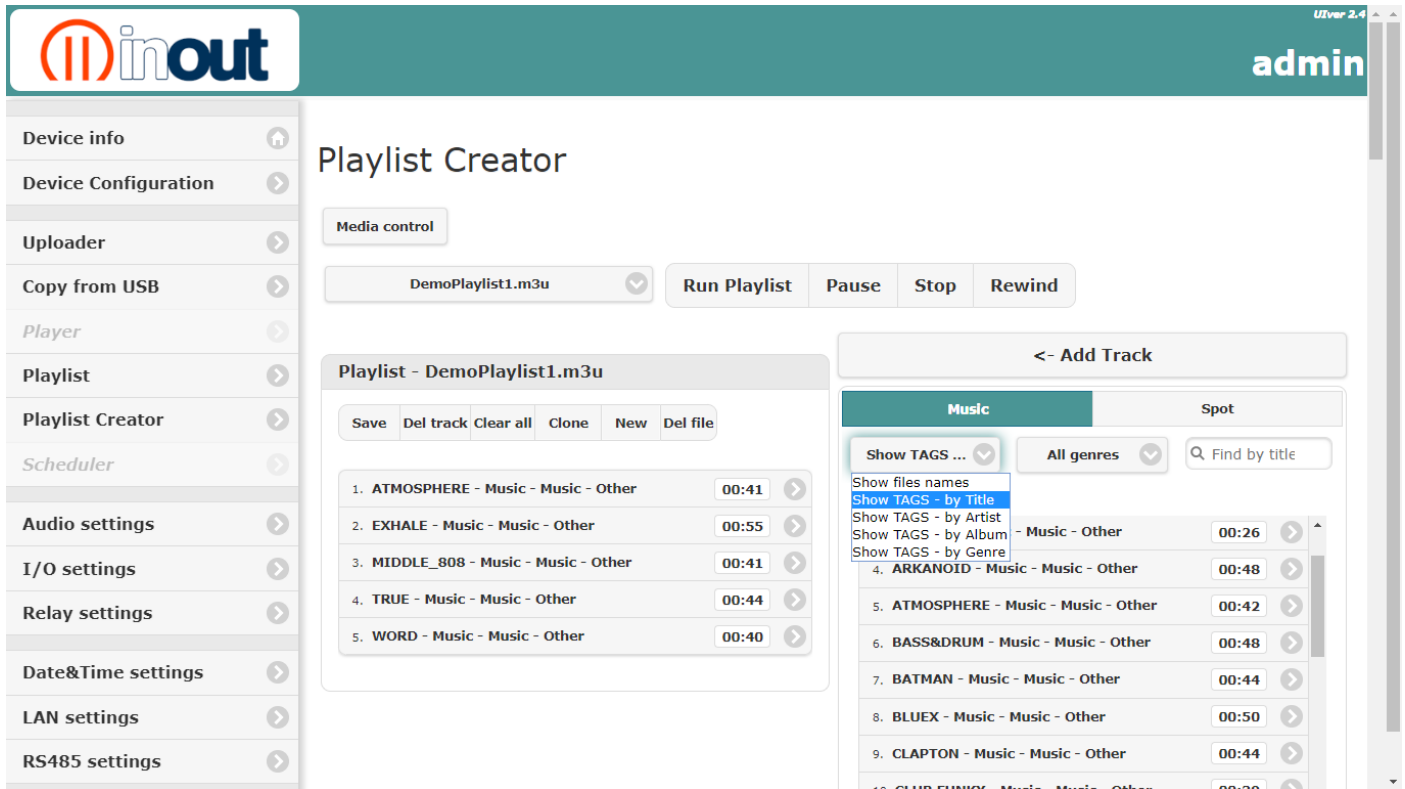 UIver 2.4
inout
admin
Device info
Device Configuration
Uploader
Copy from USB
Player
Playlist
Playlist Creator
Scheduler
Audio settings
I/O settings
Relay settings
Date&Time settings
LAN settings
RS485 settings
Playlist Creator
Media control
DemoPlaylist1.m3u
Run Playlist Pause Stop Rewind
Playlist - DemoPlaylist1.m3u
Save Del track Clear all Clone New Del file
1. ATMOSPHERE - Music - Music - Other 00:41
2. EXHALE - Music - Music - Other 00:55
3. MIDDLE_808 - Music - Music - Other 00:41
4. TRUE - Music - Music - Other 00:44
5. WORD - Music - Music - Other 00:40
<- Add Track
Music Spot
Show TAGS ... All genres Find by title
Show files names
Show TAGS - by Title
Show TAGS - by Artist
Show TAGS - by Album
Show TAGS - by Genre
- Music - Other 00:26
4. ARKANOID - Music - Music - Other 00:48
5. ATMOSPHERE - Music - Music - Other 00:42
6. BASS&DRUM - Music - Music - Other 00:48
7. BATMAN - Music - Music - Other 00:44
8. BLUEX - Music - Music - Other 00:50
9. CLAPTON - Music - Music - Other 00:44